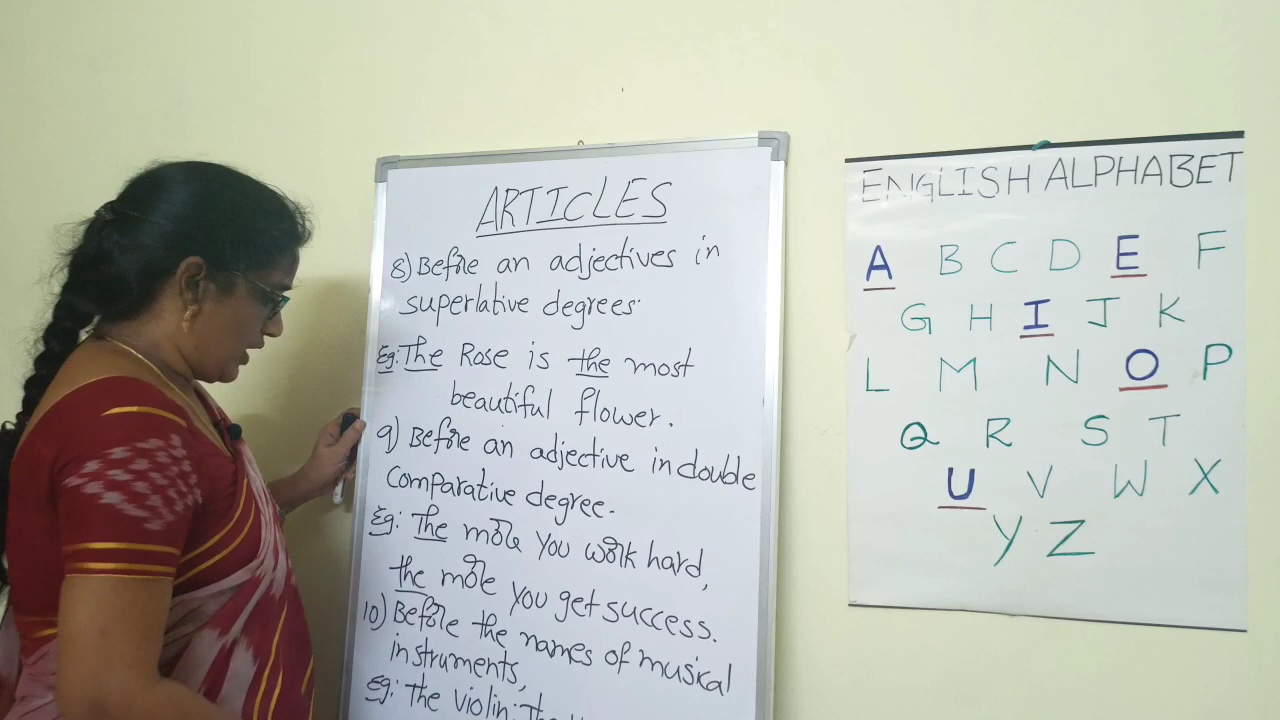 ARTICLES
8) Before an adjectives in
superlative degrees.
Eg: The Rose is the most
beautiful flower.
9) Before an adjective in double
Comparative degree.
Eg: The more you work hard,
the more you get success.
10) Before the names of musical
instruments,
Eg: The violin; The
ENGLISH ALPHABET
A B C D E F
G H I J K
L M N O P
Q R S T
U V W X
Y Z